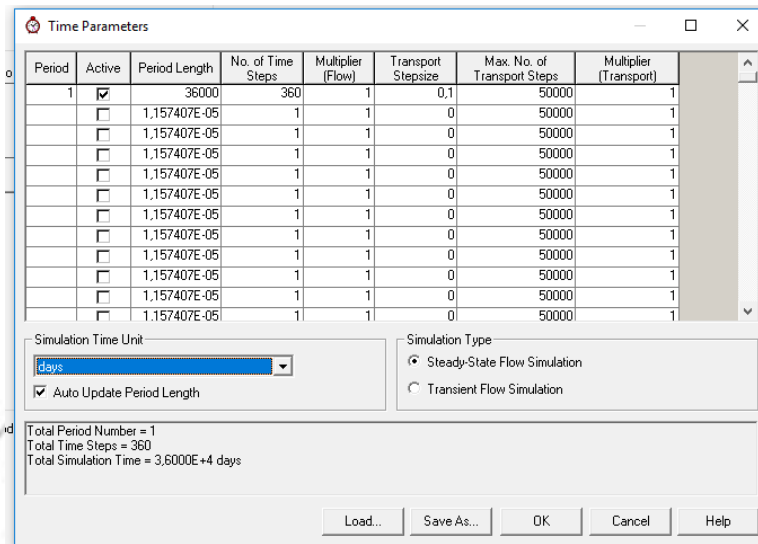 Time Parameters
Period Active Period Length No. of Time Steps Multiplier (Flow) Transport Stepsize Max. No. of Transport Steps Multiplier (Transport)
1 36000 360 1 0,1 50000 1
1,157407E-05 1 1 0 50000 1
1,157407E-05 1 1 0 50000 1
1,157407E-05 1 1 0 50000 1
1,157407E-05 1 1 0 50000 1
1,157407E-05 1 1 0 50000 1
1,157407E-05 1 1 0 50000 1
1,157407E-05 1 1 0 50000 1
1,157407E-05 1 1 0 50000 1
1,157407E-05 1 1 0 50000 1
1,157407E-05 1 1 0 50000 1
1,157407E-05 1 1 0 50000 1
Simulation Time Unit
days
Auto Update Period Length
Simulation Type
Steady-State Flow Simulation
Transient Flow Simulation
Total Period Number = 1
Total Time Steps = 360
Total Simulation Time = 3,6000E+4 days
Load... Save As... OK Cancel Help